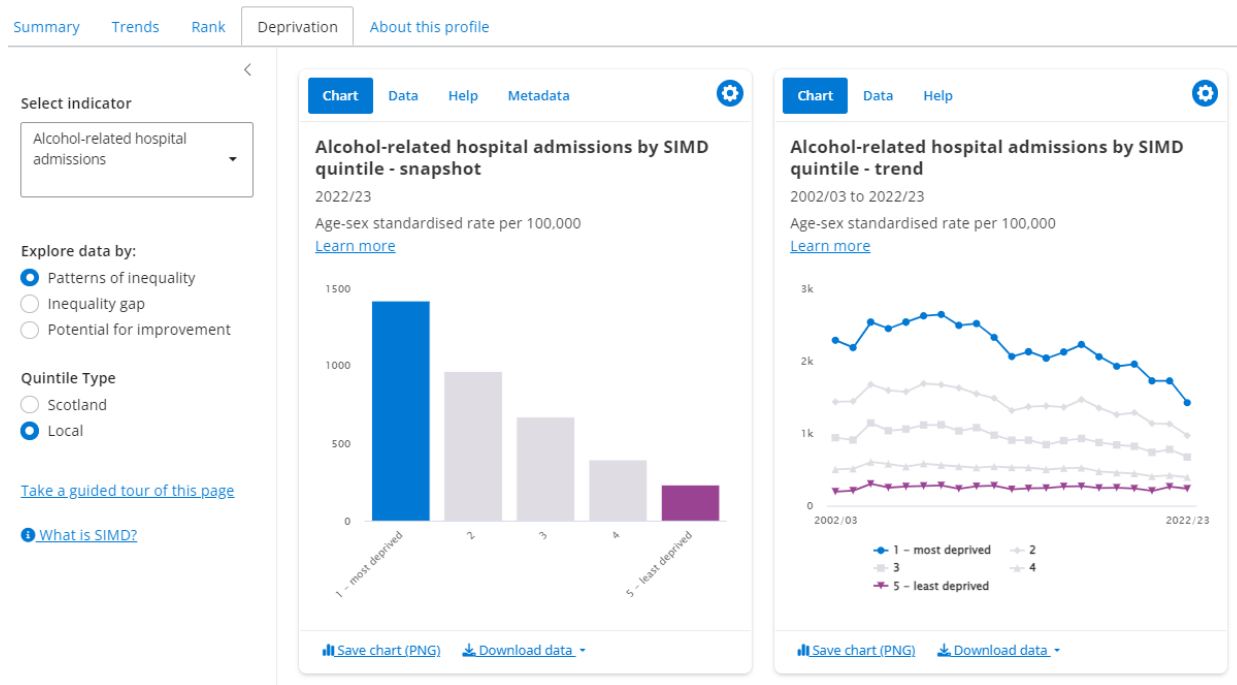 Summary
Trends
Rank
Deprivation
About this profile
Select indicator
Alcohol-related hospital
admissions
Explore data by:
Patterns of inequality
Inequality gap
Potential for improvement
Quintile Type
Scotland
Local
Take a guided tour of this page
What is SIMD?
Chart
Data
Help
Metadata
Alcohol-related hospital admissions by SIMD
quintile - snapshot
2022/23
Age-sex standardised rate per 100,000
Learn more
1500
1000
500
0
1 – most deprived
2
3
4
5 – least deprived
Save chart (PNG)
Download data
Chart
Data
Help
Alcohol-related hospital admissions by SIMD
quintile - trend
2002/03 to 2022/23
Age-sex standardised rate per 100,000
Learn more
3k
2k
1k
0
2002/03
2022/23
1 – most deprived
2
3
4
5 – least deprived
Save chart (PNG)
Download data